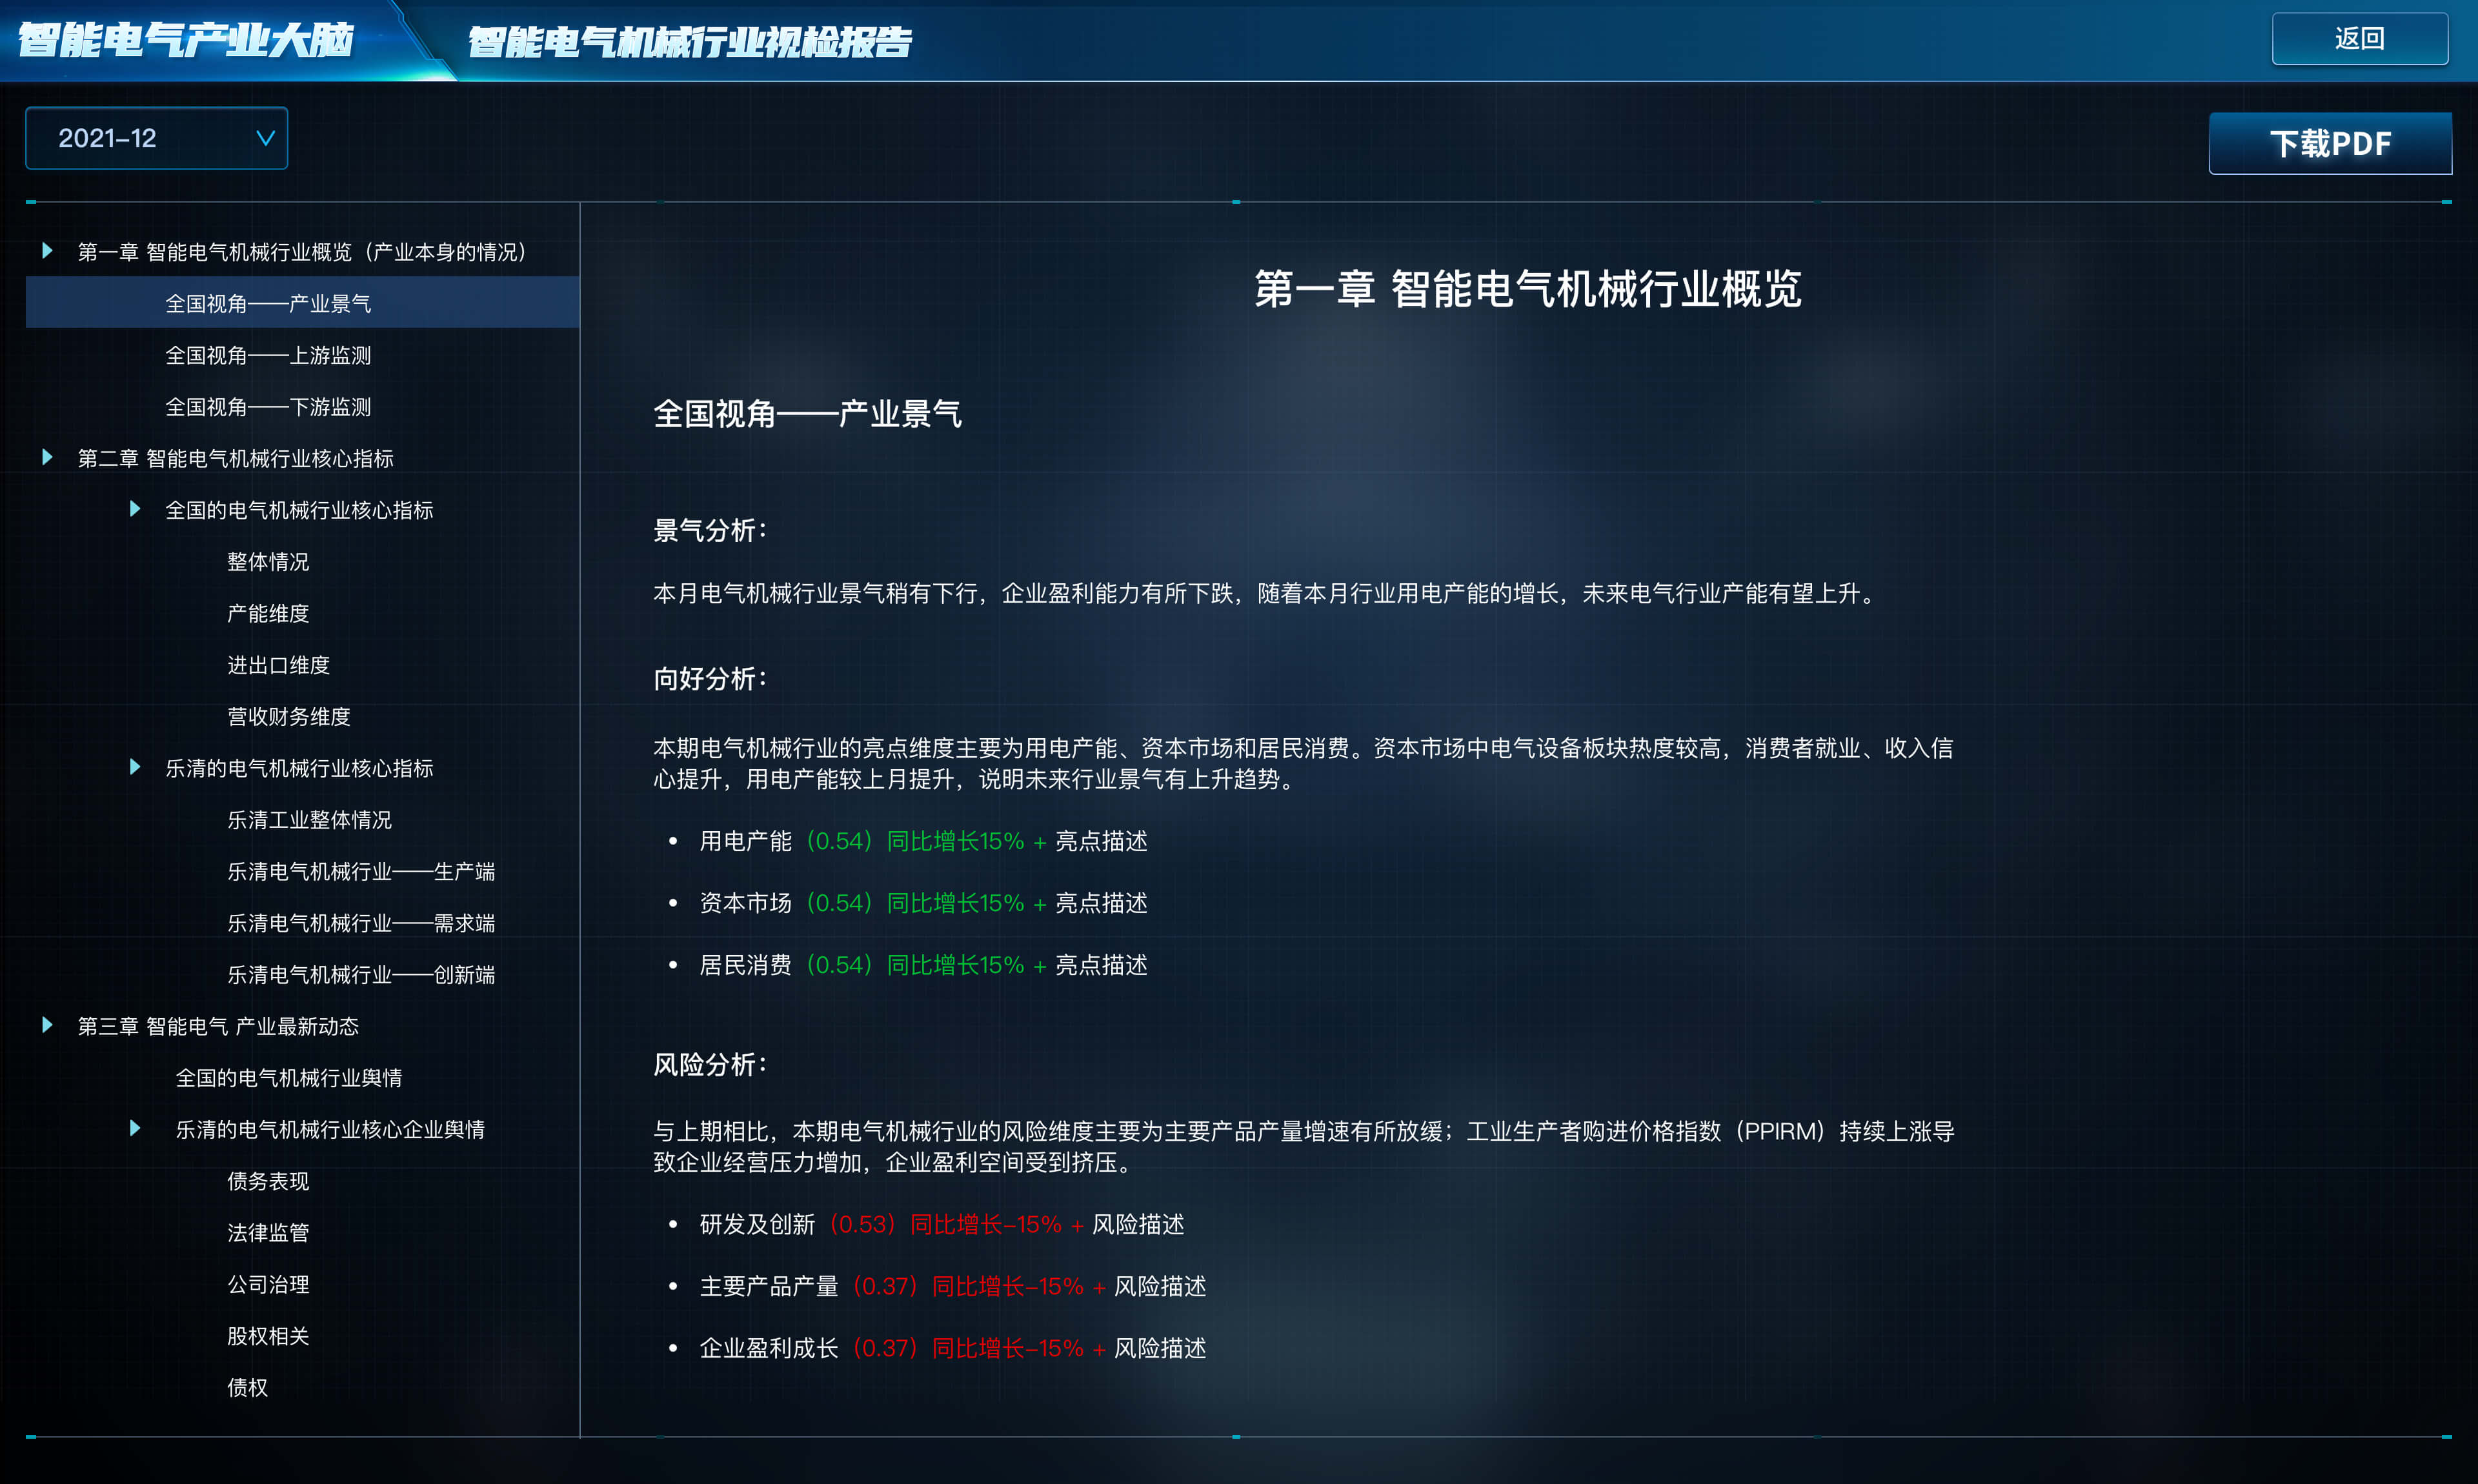 智能电气产业大脑
智能电气机械行业视检报告
返回
2021-12
下载PDF
第一章 智能电气机械行业概览（产业本身的情况）
全国视角——产业景气
全国视角——上游监测
全国视角——下游监测
第二章 智能电气机械行业核心指标
全国的电气机械行业核心指标
整体情况
产能维度
进出口维度
营收财务维度
乐清的电气机械行业核心指标
乐清工业整体情况
乐清电气机械行业——生产端
乐清电气机械行业——需求端
乐清电气机械行业——创新端
第三章 智能电气 产业最新动态
全国的电气机械行业舆情
乐清的电气机械行业核心企业舆情
债务表现
法律监管
公司治理
股权相关
债权
第一章 智能电气机械行业概览
全国视角——产业景气
景气分析：
本月电气机械行业景气稍有下行，企业盈利能力有所下跌，随着本月行业用电产能的增长，未来电气行业产能有望上升。
向好分析：
本期电气机械行业的亮点维度主要为用电产能、资本市场和居民消费。资本市场中电气设备板块热度较高，消费者就业、收入信
心提升，用电产能较上月提升，说明未来行业景气有上升趋势。
• 用电产能（0.54）同比增长15% + 亮点描述
• 资本市场（0.54）同比增长15% + 亮点描述
• 居民消费（0.54）同比增长15% + 亮点描述
风险分析：
与上期相比，本期电气机械行业的风险维度主要为主要产品产量增速有所放缓；工业生产者购进价格指数（PPIRM）持续上涨导
致企业经营压力增加，企业盈利空间受到挤压。
• 研发及创新（0.53）同比增长-15% + 风险描述
• 主要产品产量（0.37）同比增长-15% + 风险描述
• 企业盈利成长（0.37）同比增长-15% + 风险描述